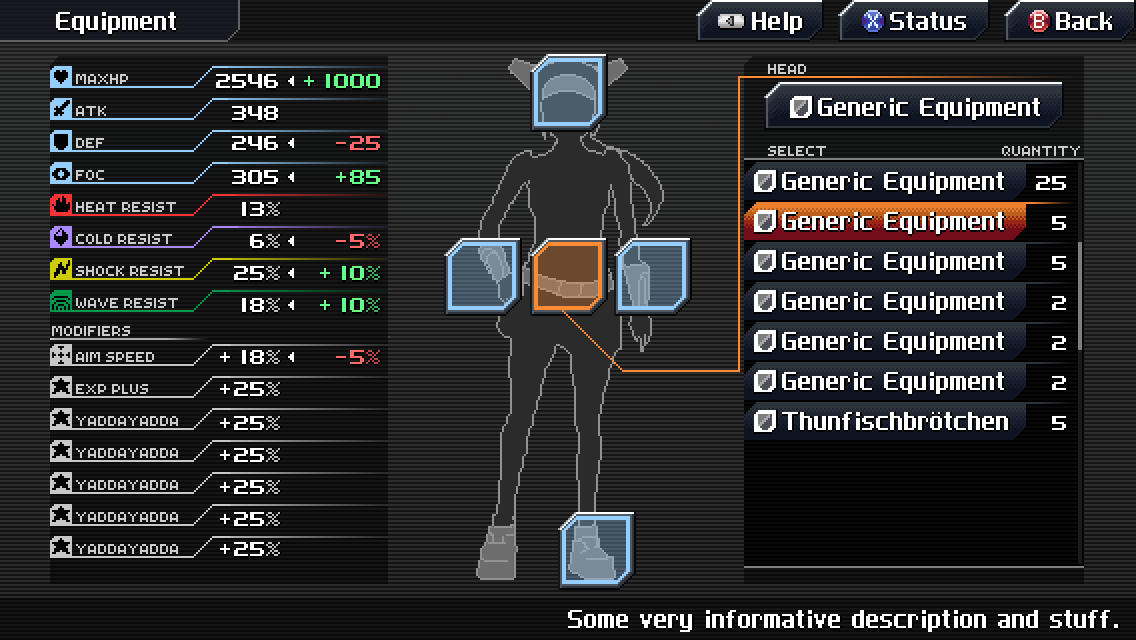 Equipment
Help
X Status
B Back
MAXHP 2546 + 1000
ATK 348
DEF 246 -25
FOC 305 +85
HEAT RESIST 13%
COLD RESIST 6% -5%
SHOCK RESIST 25% + 10%
WAVE RESIST 18% + 10%
MODIFIERS
AIM SPEED + 18% -5%
EXP PLUS +25%
YADDAYADDA +25%
YADDAYADDA +25%
YADDAYADDA +25%
YADDAYADDA +25%
YADDAYADDA +25%
HEAD
Generic Equipment
SELECT QUANTITY
Generic Equipment 25
Generic Equipment 5
Generic Equipment 5
Generic Equipment 2
Generic Equipment 2
Generic Equipment 2
Thunfischbrötchen 5
Some very informative description and stuff.